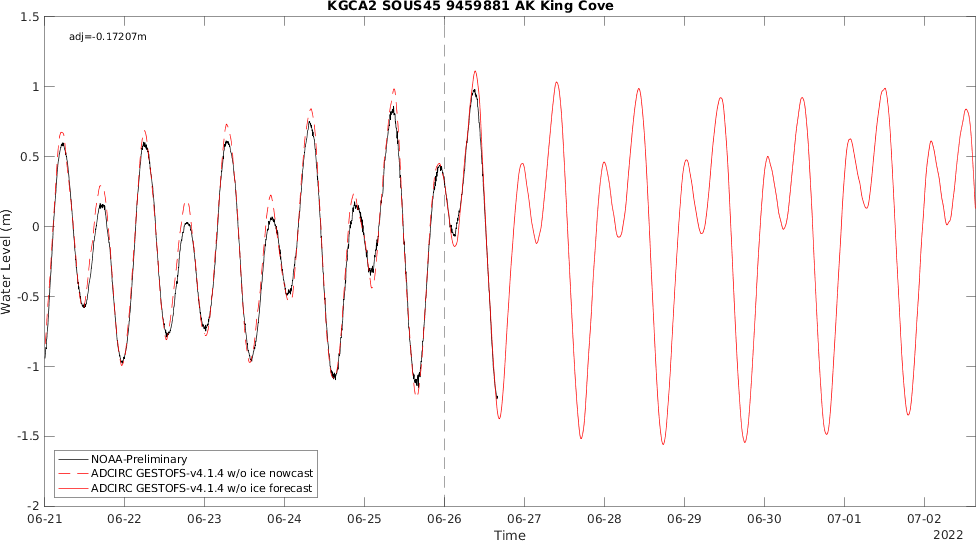 KGCA2 SOUS45 9459881 AK King Cove
adj=-0.17207m
1.5
1
0.5
0
-0.5
-1
-1.5
-2
Water Level (m)
NOAA-Preliminary
ADCIRC GESTOFS-v4.1.4 w/o ice nowcast
ADCIRC GESTOFS-v4.1.4 w/o ice forecast
06-21 06-22 06-23 06-24 06-25 06-26 06-27 06-28 06-29 06-30 07-01 07-02
Time
2022